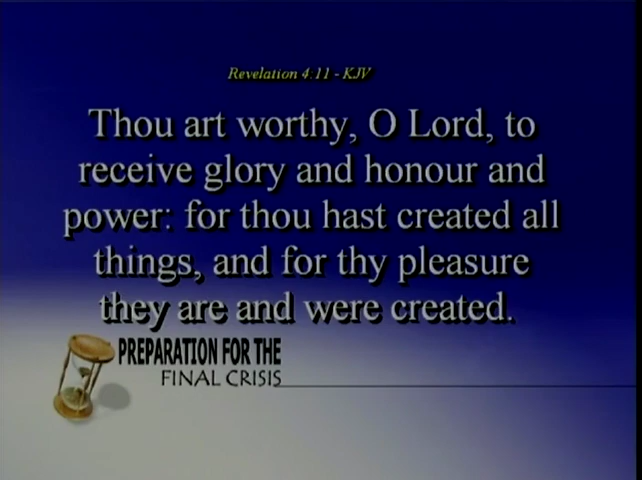 Revelation 4:11 - KJV
Thou art worthy, O Lord, to
receive glory and honour and
power: for thou hast created all
things, and for thy pleasure
they are and were created.
PREPARATION FOR THE
FINAL CRISIS